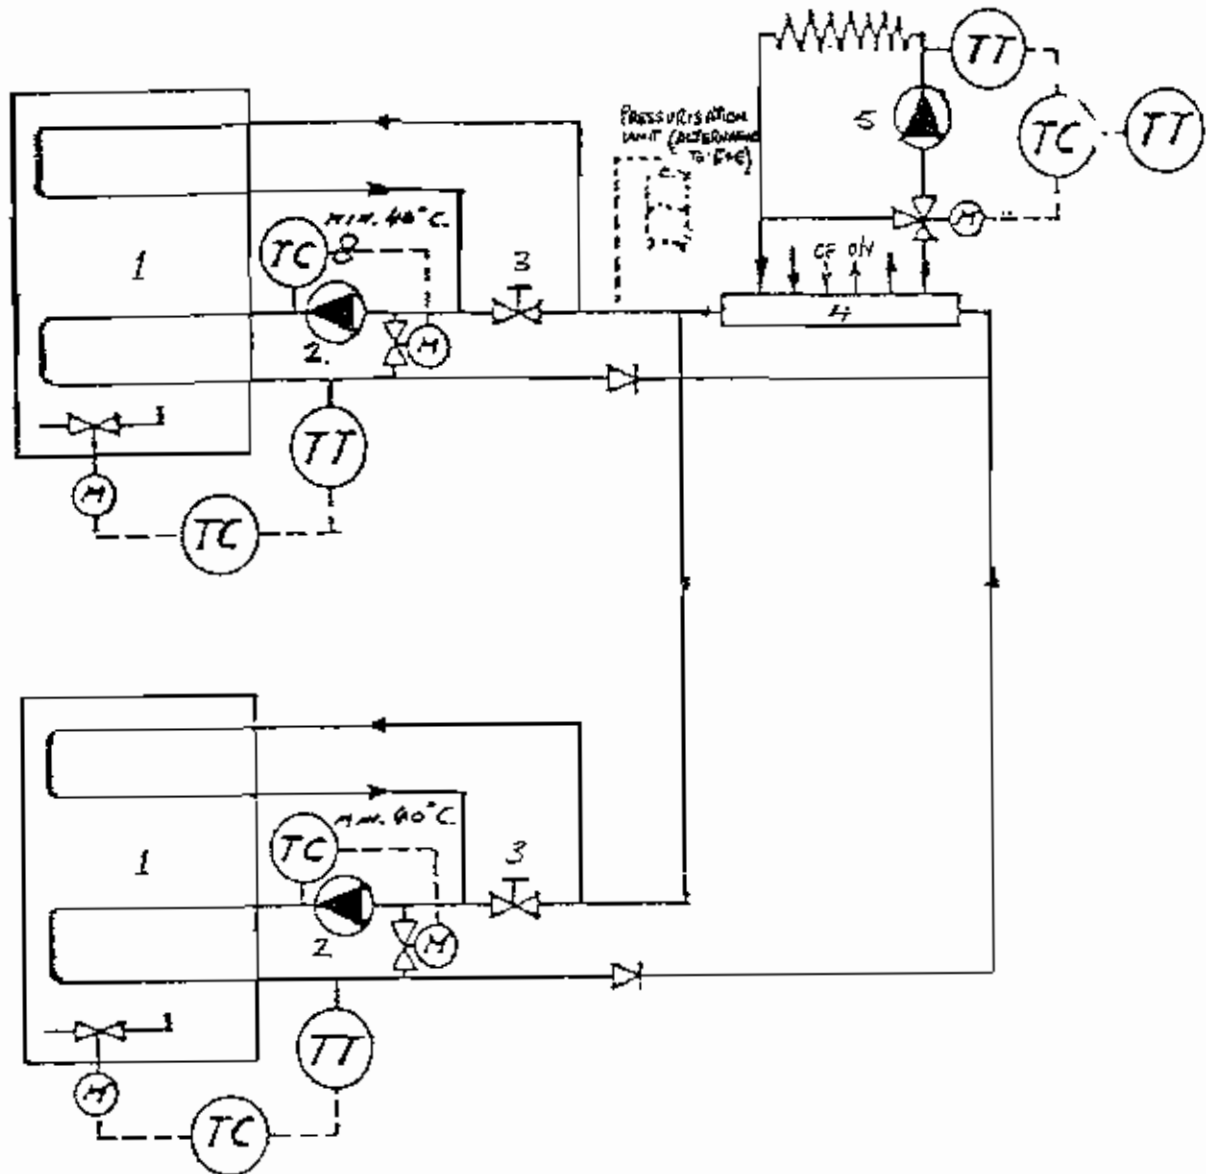 TT
PRESSURISATION
UNIT (ALTERNATIVE
5
TC
TT
MIN. 40°C.
TC
8
M
1
3
CF O/V
4
2.
M
TT
M
TC
MIN. 40°C.
TC
3
1
2
M
TT
M
TC